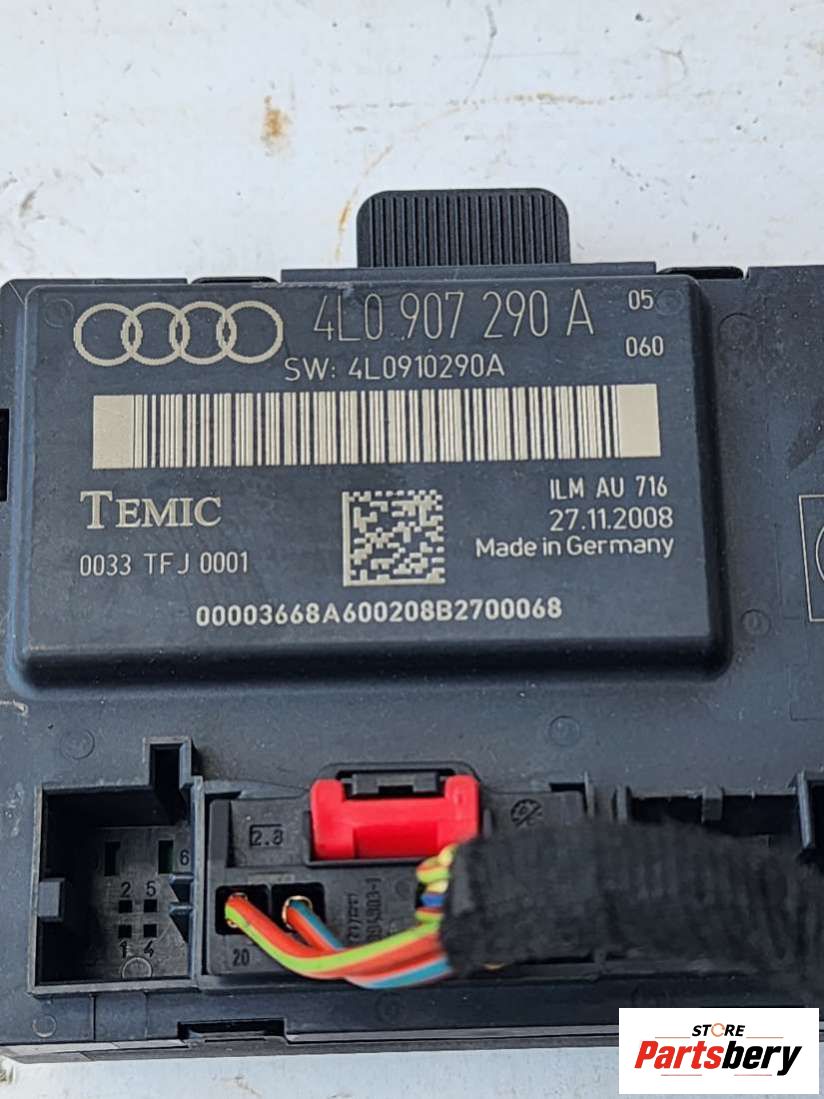 4L0 907 290 A 05
SW: 4L0910290A 060
TEMIC
ILM AU 716
27.11.2008
Made in Germany
0033 TFJ 0001
00003668A600208B2700068
2.8
6
2 5
1 4
20
STORE
Partsbery